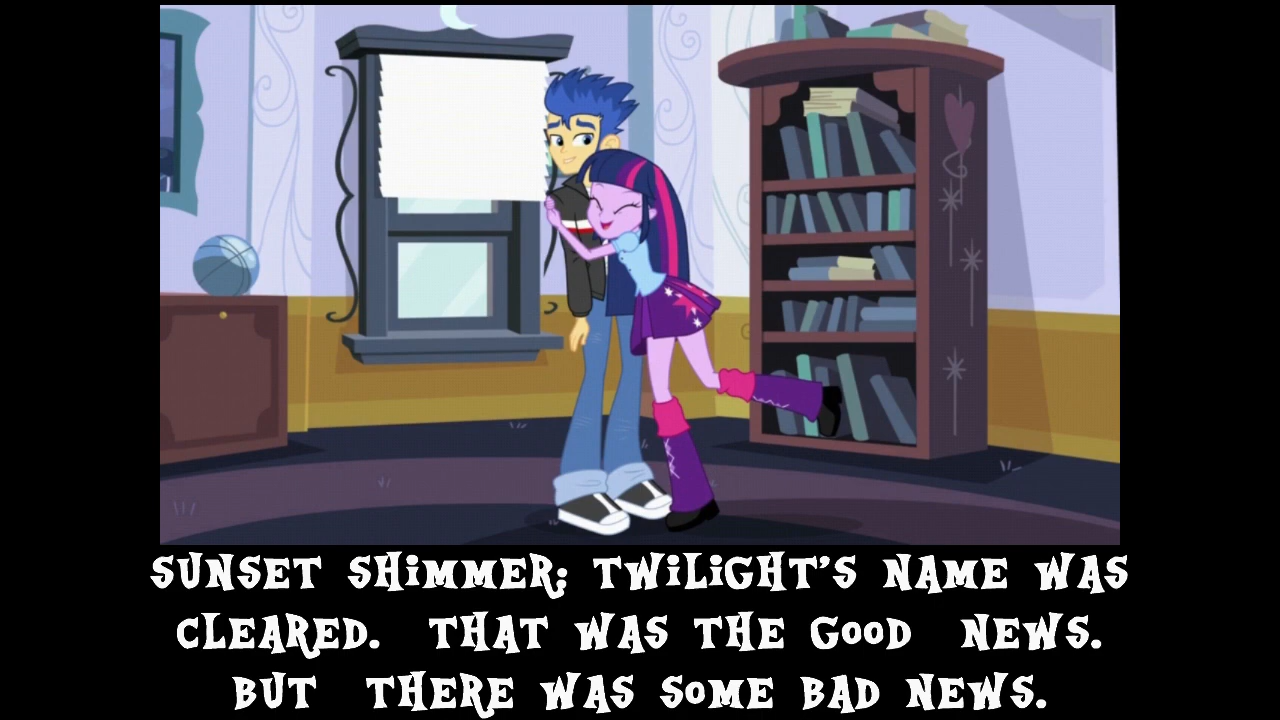 SUNSET SHIMMER: TWILIGHT'S NAME WAS
CLEARED. THAT WAS THE GOOD NEWS.
BUT THERE WAS SOME BAD NEWS.